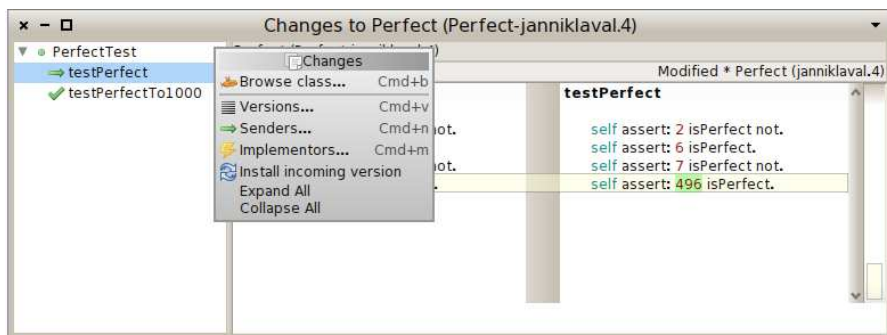 Changes to Perfect (Perfect-janniklaval.4)
PerfectTest
testPerfect
testPerfectTo1000
Changes
Browse class... Cmd+b
Versions... Cmd+v
Senders... Cmd+n
Implementors... Cmd+m
Install incoming version
Expand All
Collapse All
not.
not.
Modified * Perfect (janniklaval.4)
testPerfect
self assert: 2 isPerfect not.
self assert: 6 isPerfect.
self assert: 7 isPerfect not.
self assert: 496 isPerfect.